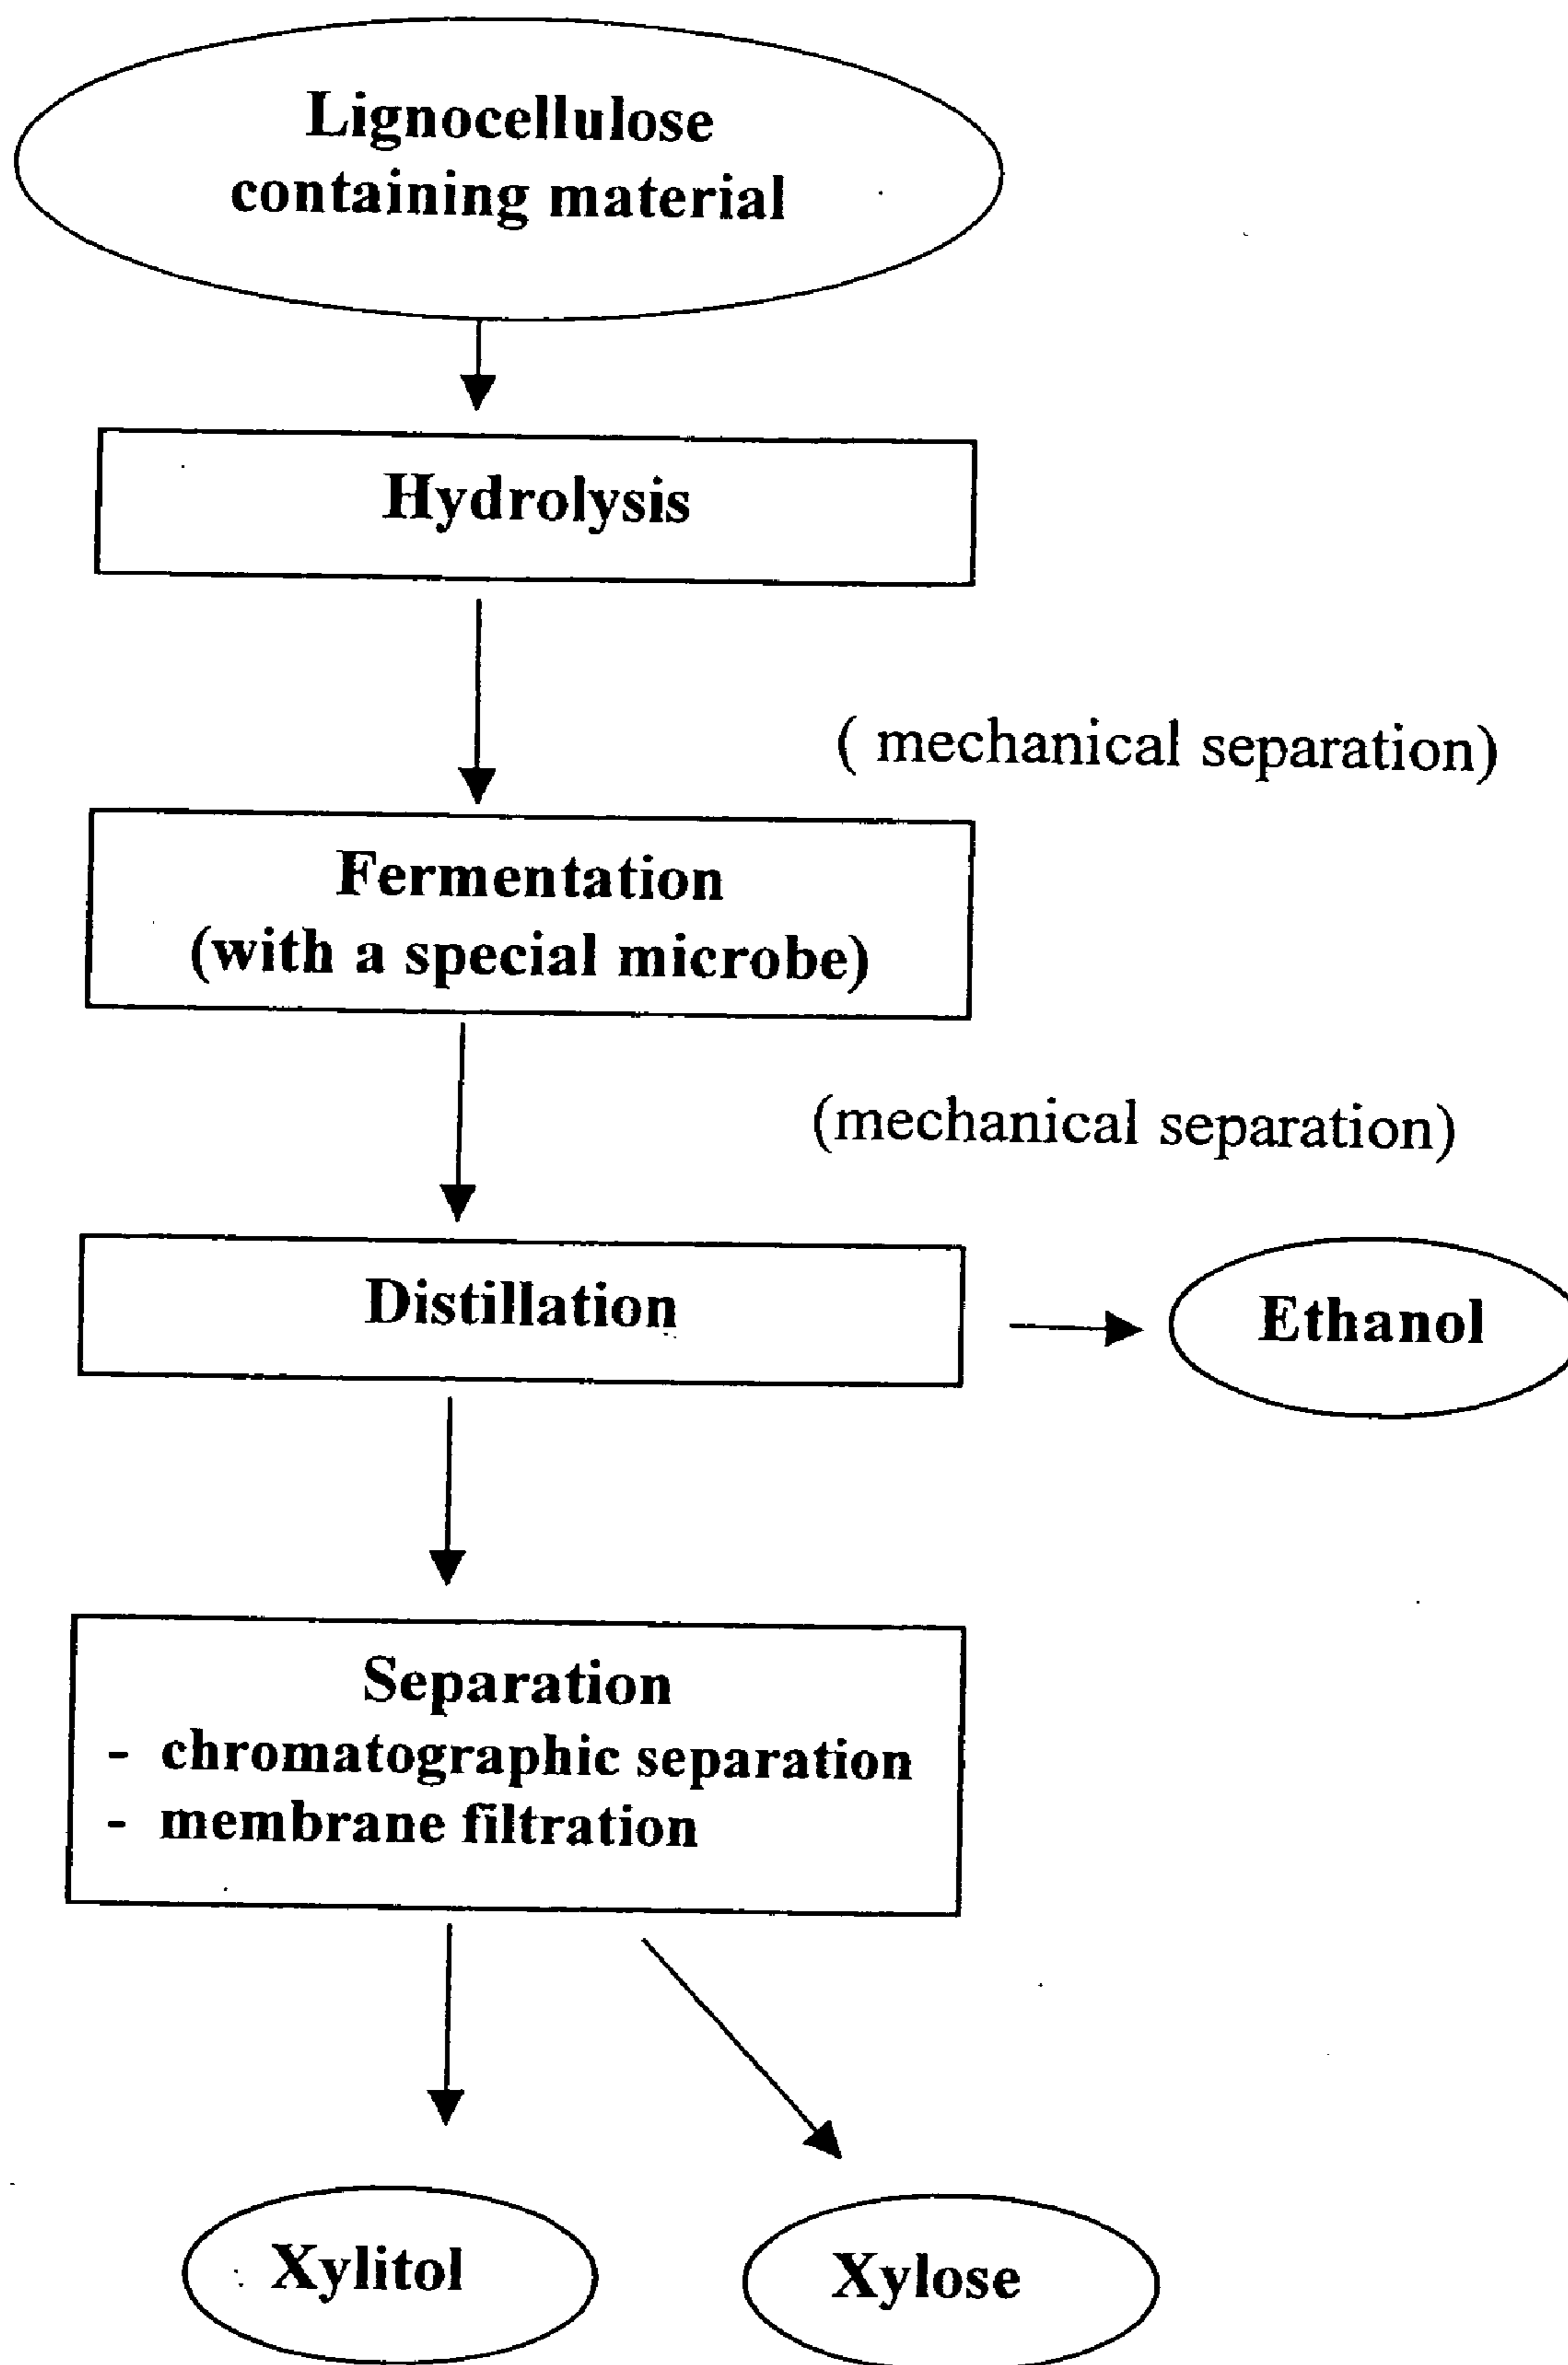 Lignocellulose
containing material
Hydrolysis
( mechanical separation)
Fermentation
(with a special microbe)
(mechanical separation)
Distillation
Ethanol
Separation
- chromatographic separation
- membrane filtration
Xylitol
Xylose